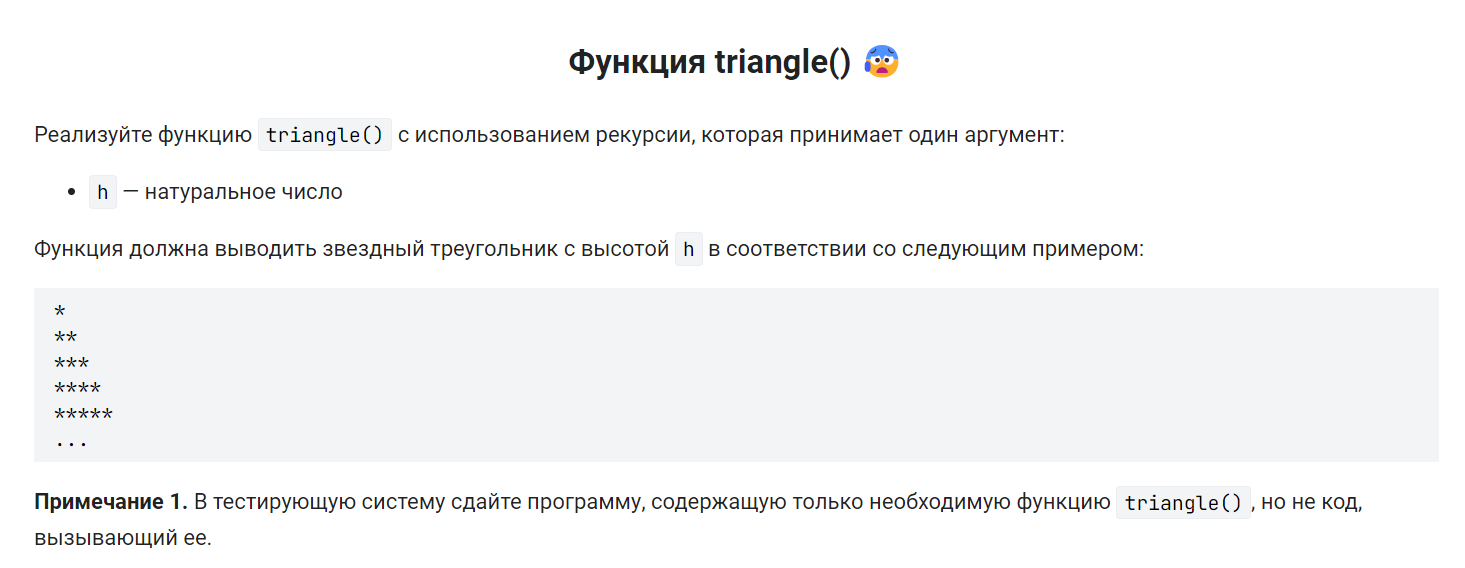 Функция triangle() 😰
Реализуйте функцию triangle() с использованием рекурсии, которая принимает один аргумент:
• h — натуральное число
Функция должна выводить звездный треугольник с высотой h в соответствии со следующим примером:
*
**
***
****
*****
...
Примечание 1. В тестирующую систему сдайте программу, содержащую только необходимую функцию triangle(), но не код,
вызывающий ее.